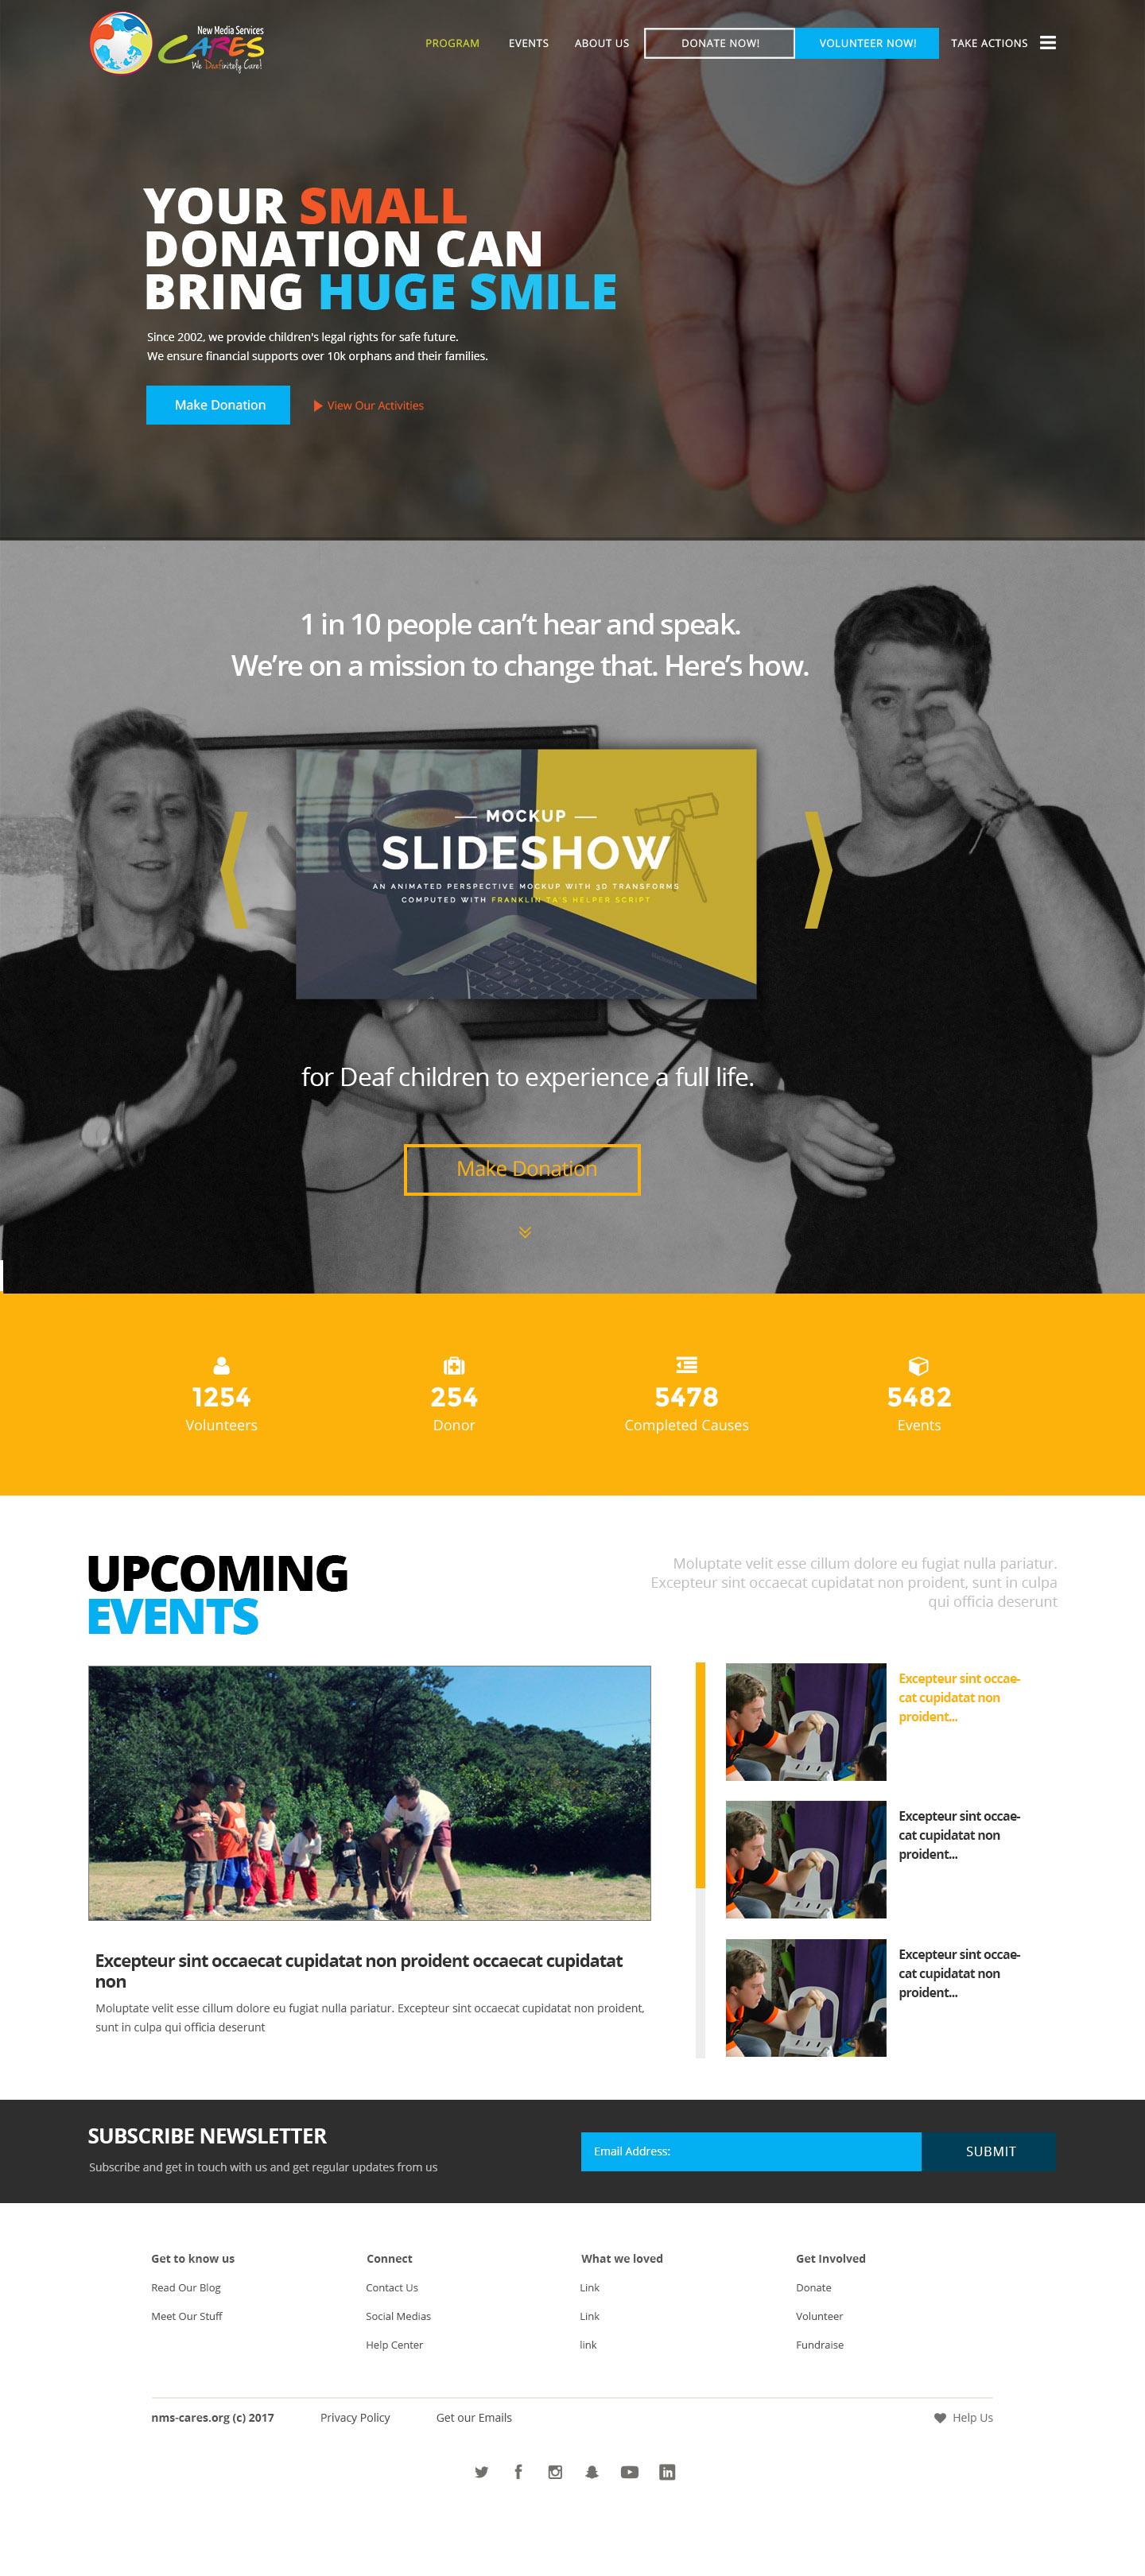 New Media Services
CARES
We Deafinitely Care!
PROGRAM
EVENTS
ABOUT US
DONATE NOW!
VOLUNTEER NOW!
TAKE ACTIONS
YOUR SMALL
DONATION CAN
BRING HUGE SMILE
Since 2002, we provide children's legal rights for safe future.
We ensure financial supports over 10k orphans and their families.
Make Donation
View Our Activities
1 in 10 people can’t hear and speak.
We’re on a mission to change that. Here’s how.
MOCKUP
SLIDESHOW
AN ANIMATED PERSPECTIVE MOCKUP WITH 3D TRANSFORMS
COMPUTED WITH FRANKLIN TA'S HELPER SCRIPT
for Deaf children to experience a full life.
Make Donation
1254
Volunteers
254
Donor
5478
Completed Causes
5482
Events
UPCOMING
EVENTS
Moluptate velit esse cillum dolore eu fugiat nulla pariatur.
Excepteur sint occaecat cupidatat non proident, sunt in culpa
qui officia deserunt
Excepteur sint occaecat cupidatat non proident occaecat cupidatat
non
Moluptate velit esse cillum dolore eu fugiat nulla pariatur. Excepteur sint occaecat cupidatat non proident,
sunt in culpa qui officia deserunt
Excepteur sint occae-
cat cupidatat non
proident...
Excepteur sint occae-
cat cupidatat non
proident...
Excepteur sint occae-
cat cupidatat non
proident...
SUBSCRIBE NEWSLETTER
Subscribe and get in touch with us and get regular updates from us
Email Address:
SUBMIT
Get to know us
Read Our Blog
Meet Our Stuff
Connect
Contact Us
Social Medias
Help Center
What we loved
Link
Link
link
Get Involved
Donate
Volunteer
Fundraise
nms-cares.org (c) 2017
Privacy Policy
Get our Emails
Help Us